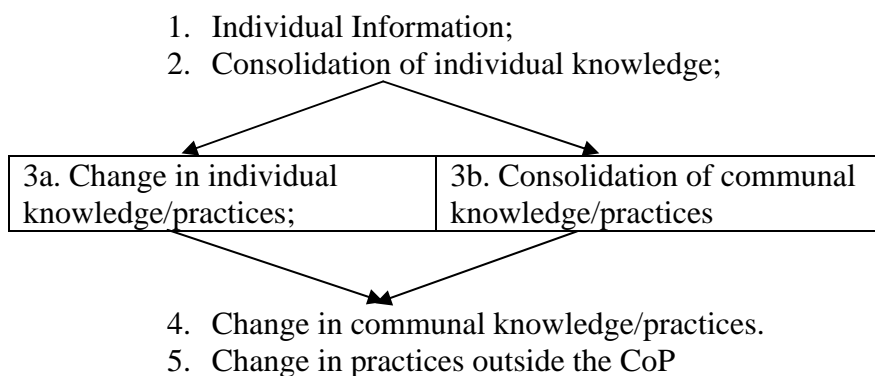 1. Individual Information;
2. Consolidation of individual knowledge;
3a. Change in individual knowledge/practices;
3b. Consolidation of communal knowledge/practices
4. Change in communal knowledge/practices.
5. Change in practices outside the CoP